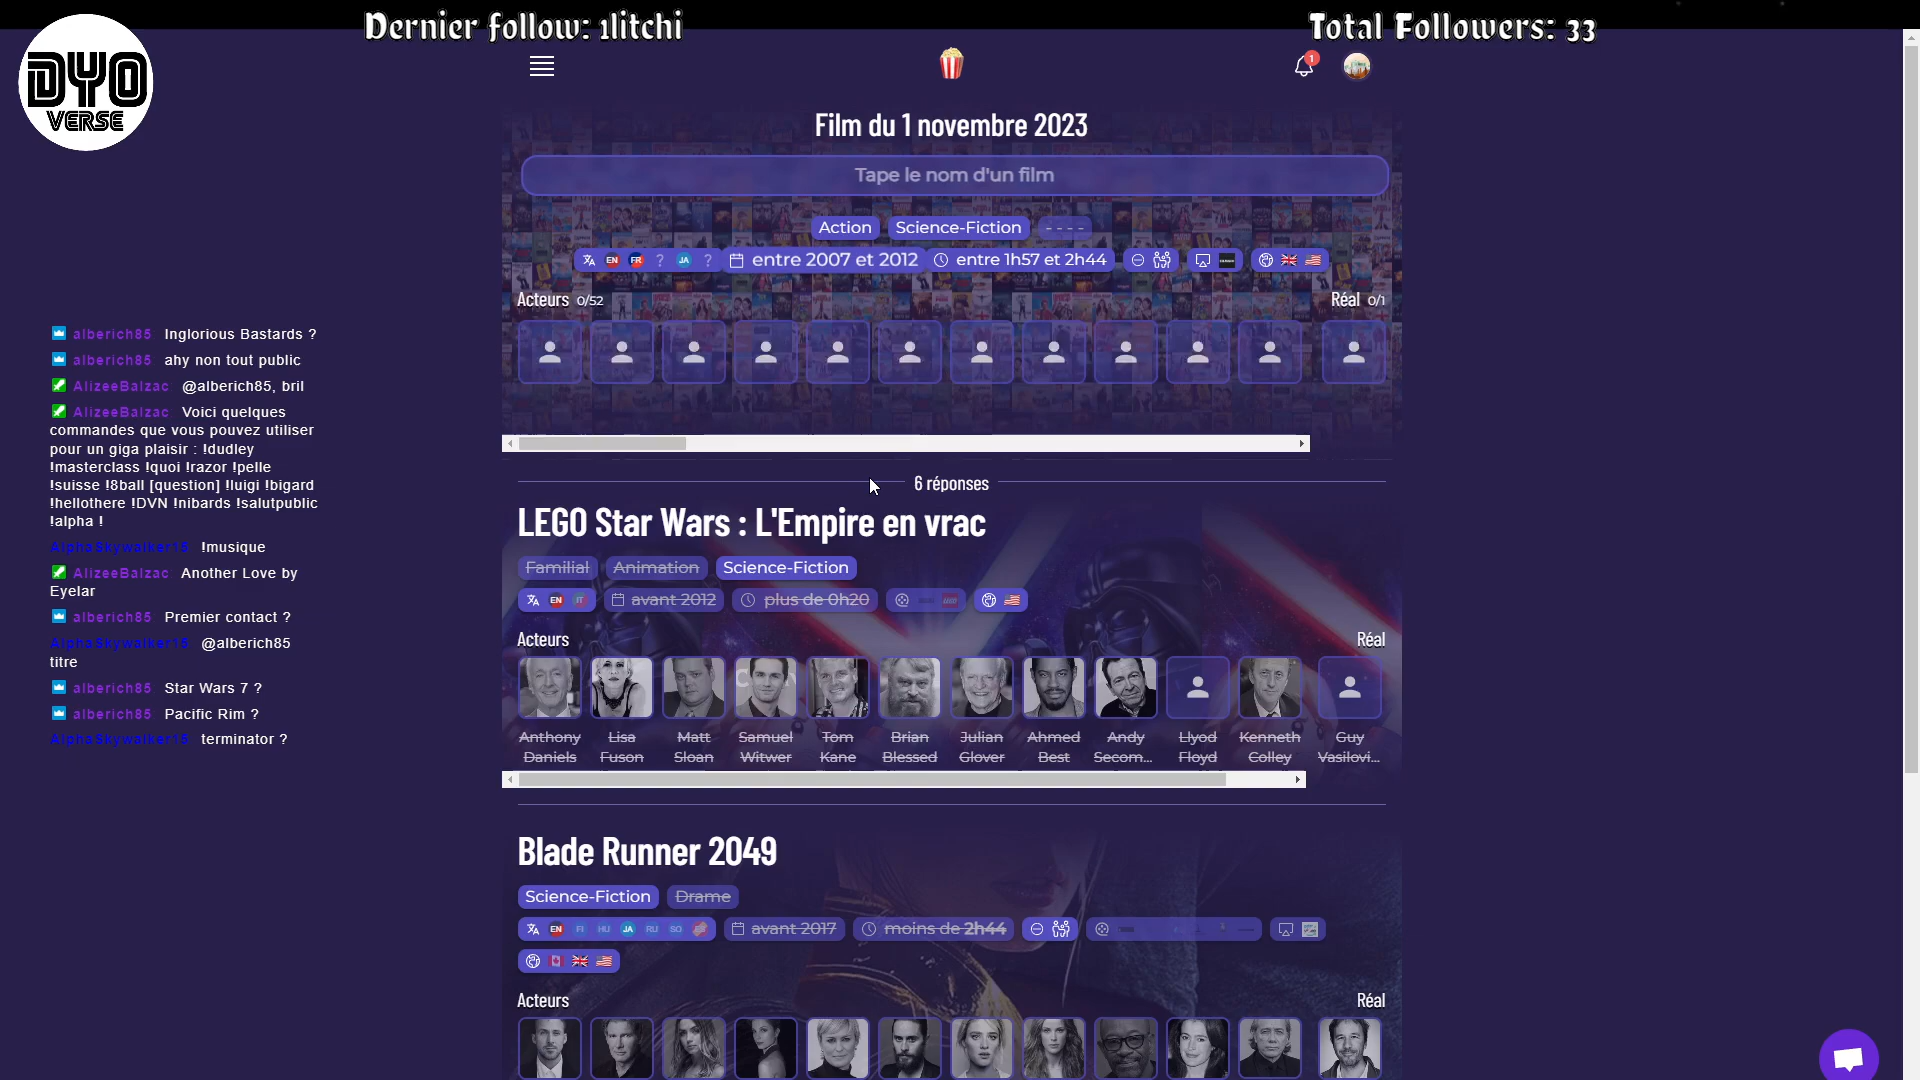 Dernier follow: 1litchi
Total Followers: 33
DYO
VERSE
1
Film du 1 novembre 2023
Tape le nom d'un film
Action
Science-Fiction
- - - -
EN FR ? JA ?
entre 2007 et 2012
entre 1h57 et 2h44
Acteurs 0/52
Réal 0/1
alberich85 Inglorious Bastards ?
alberich85 ahy non tout public
AlizeeBalzac @alberich85, bril
AlizeeBalzac Voici quelques
commandes que vous pouvez utiliser
pour un giga plaisir : !dudley
!masterclass !quoi !razor !pelle
!suisse !8ball [question] !luigi !bigard
!hellothere !DVN !nibards !salutpublic
!alpha !
AlphaSkywalker15 !musique
AlizeeBalzac Another Love by
Eyelar
alberich85 Premier contact ?
AlphaSkywalker15 @alberich85
titre
alberich85 Star Wars 7 ?
alberich85 Pacific Rim ?
AlphaSkywalker15 terminator ?
6 réponses
LEGO Star Wars : L'Empire en vrac
Familial
Animation
Science-Fiction
EN IT
avant 2012
plus de 0h20
Acteurs
Réal
Anthony Daniels
Lisa Fuson
Matt Sloan
Samuel Witwer
Tom Kane
Brian Blessed
Julian Glover
Ahmed Best
Andy Secom...
Llyod Floyd
Kenneth Colley
Guy Vasilovi...
Blade Runner 2049
Science-Fiction
Drame
EN FI HU JA RU SO
avant 2017
moins de 2h44
Acteurs
Réal